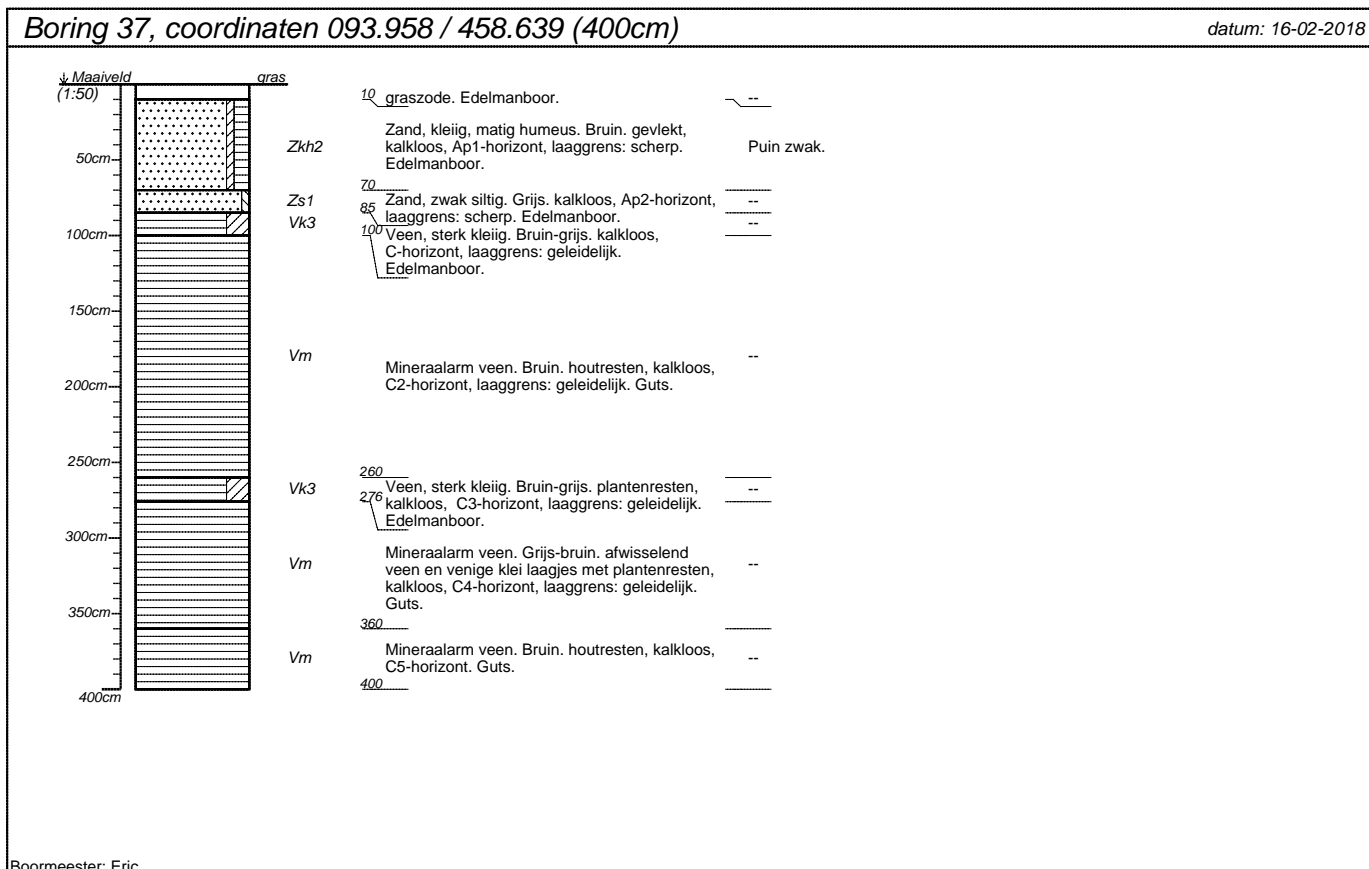 Boring 37, coordinaten 093.958 / 458.639 (400cm)
datum: 16-02-2018
Maaiveld
gras
(1:50)
10
graszode. Edelmanboor.
--
50cm
Zkh2
Zand, kleiig, matig humeus. Bruin. gevlekt,
kalkloos, Ap1-horizont, laaggrens: scherp.
Edelmanboor.
Puin zwak.
70
Zs1
Zand, zwak siltig. Grijs. kalkloos, Ap2-horizont,
laaggrens: scherp. Edelmanboor.
--
85
Vk3
--
100cm
100
Veen, sterk kleiig. Bruin-grijs. kalkloos,
C-horizont, laaggrens: geleidelijk.
Edelmanboor.
150cm
Vm
Mineraalarm veen. Bruin. houtresten, kalkloos,
C2-horizont, laaggrens: geleidelijk. Guts.
--
200cm
250cm
260
Vk3
Veen, sterk kleiig. Bruin-grijs. plantenresten,
kalkloos, C3-horizont, laaggrens: geleidelijk.
Edelmanboor.
--
276
300cm
Vm
Mineraalarm veen. Grijs-bruin. afwisselend
veen en venige klei laagjes met plantenresten,
kalkloos, C4-horizont, laaggrens: geleidelijk.
Guts.
--
350cm
360
Vm
Mineraalarm veen. Bruin. houtresten, kalkloos,
C5-horizont. Guts.
--
400
400cm
Boormeester: Eric